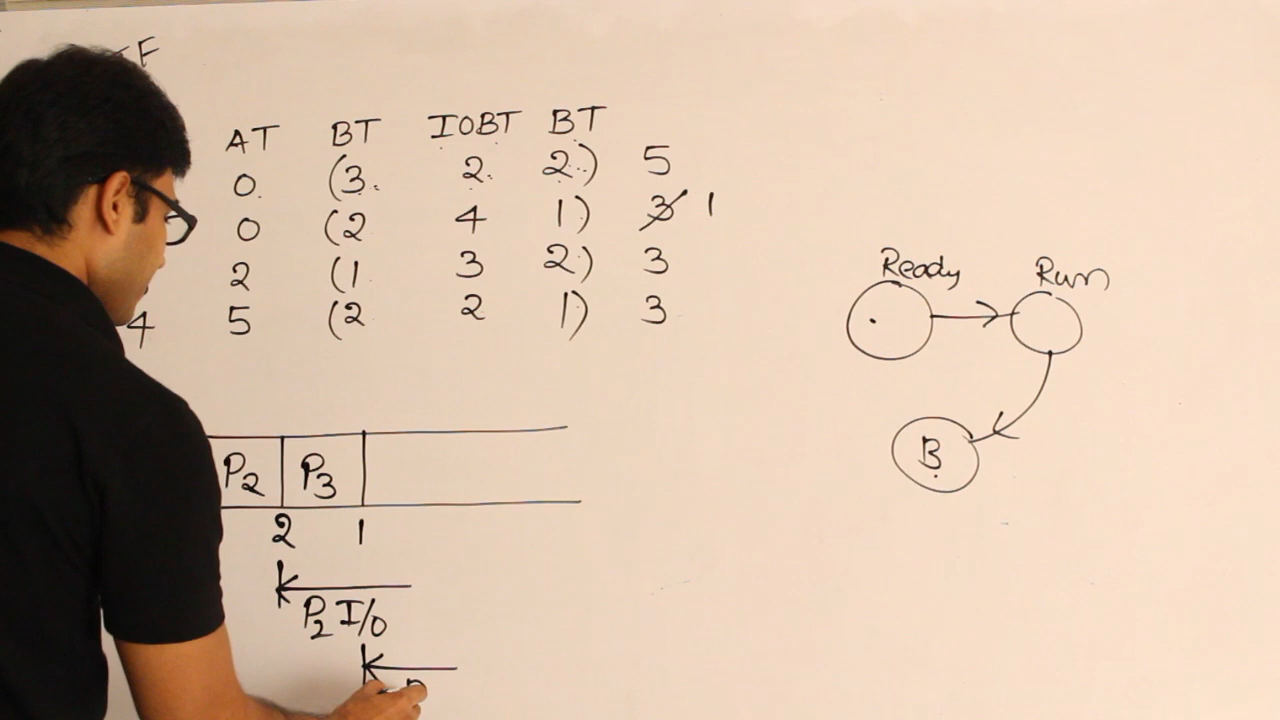 F
AT BT IOBT BT
0 (3 2 2) 5
0 (2 4 1) 3 1
2 (1 3 2) 3
4 5 (2 2 1) 3
Ready Run
B
P2 P3
2 1
P2 I/O